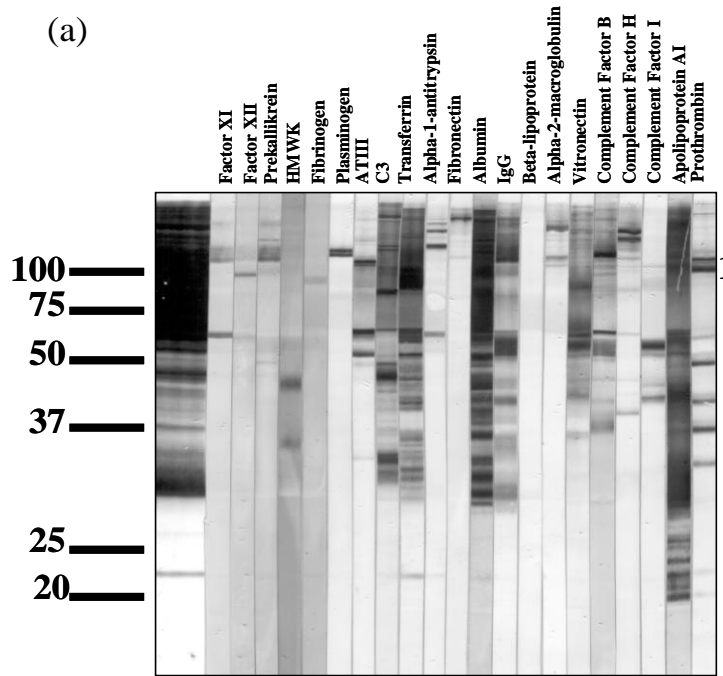 (a)
Factor XI
Factor XII
Prekallikrein
HMWK
Fibrinogen
Plasminogen
ATIII
C3
Transferrin
Alpha-1-antitrypsin
Fibronectin
Albumin
IgG
Beta-lipoprotein
Alpha-2-macroglobulin
Vitronectin
Complement Factor B
Complement Factor H
Complement Factor I
Apolipoprotein AI
Prothrombin
100
75
50
37
25
20